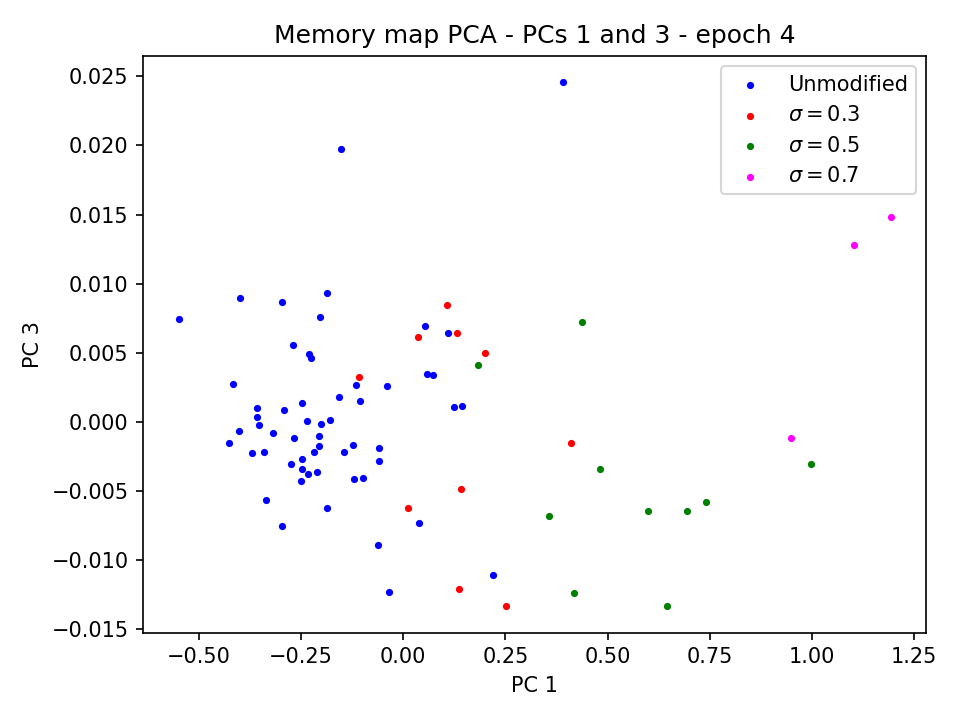 Memory map PCA - PCs 1 and 3 - epoch 4
Unmodified
σ = 0.3
σ = 0.5
σ = 0.7
0.025
0.020
0.015
0.010
0.005
0.000
−0.005
−0.010
−0.015
PC 3
−0.50 −0.25 0.00 0.25 0.50 0.75 1.00 1.25
PC 1